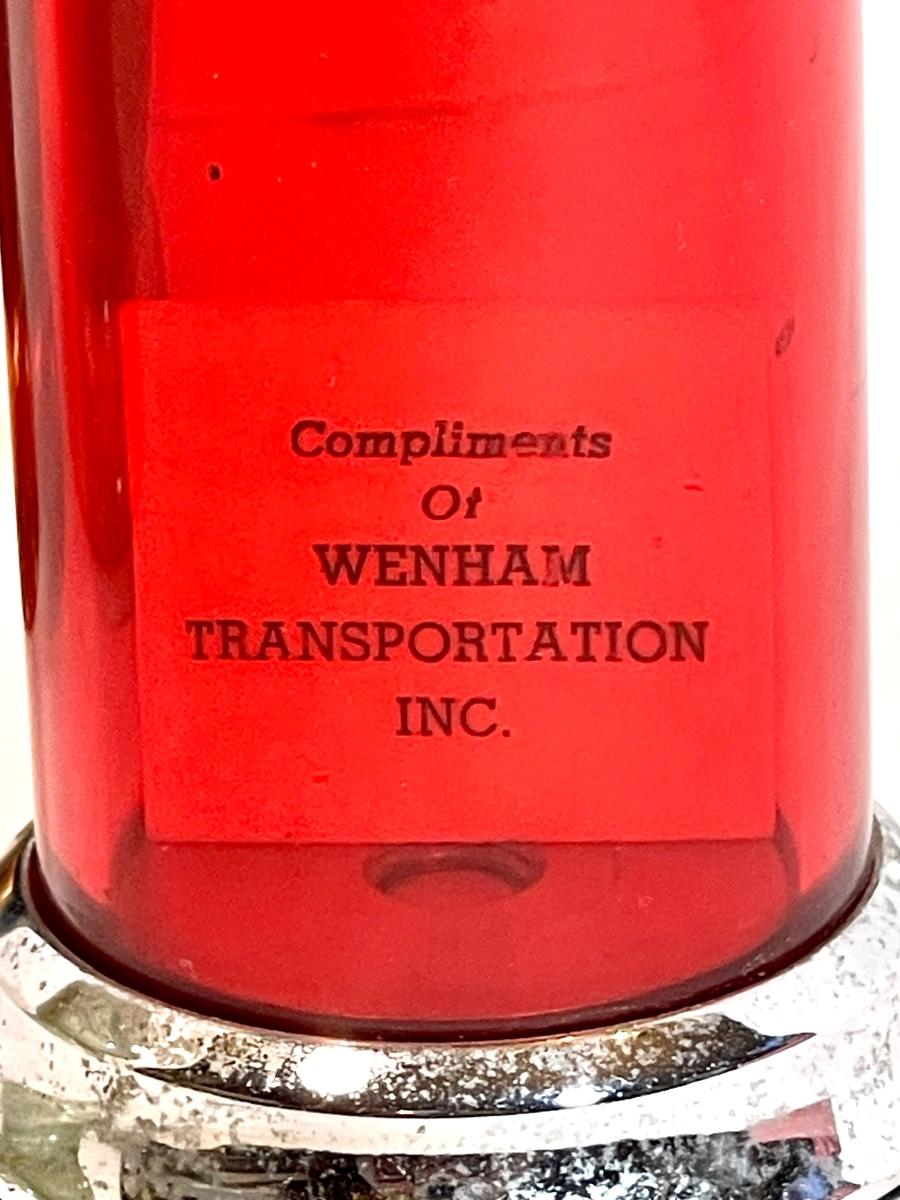 Compliments
Of
WENHAM
TRANSPORTATION
INC.